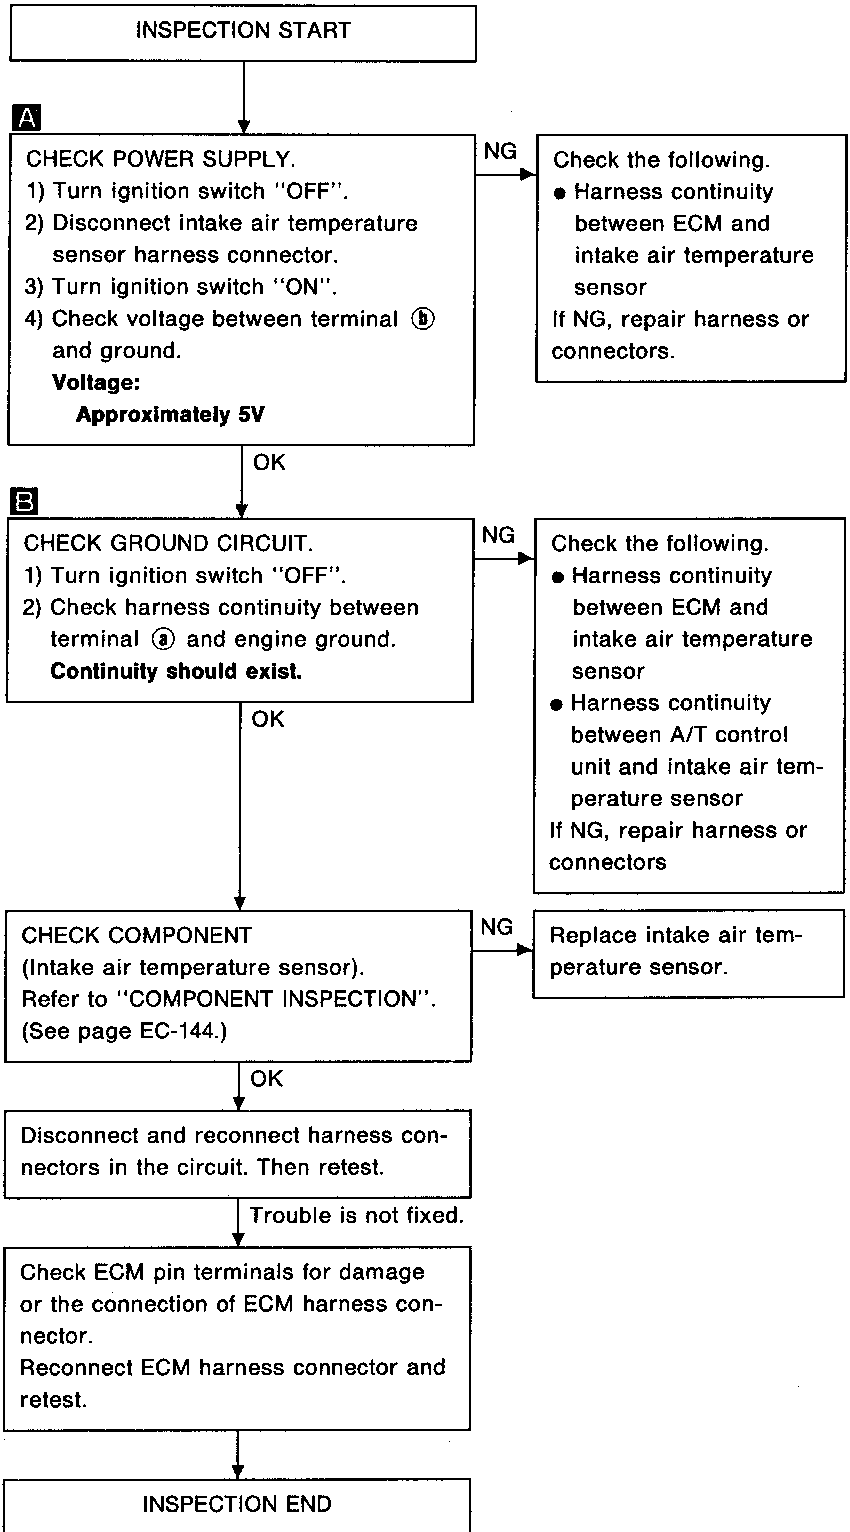 INSPECTION START
A
CHECK POWER SUPPLY.
1) Turn ignition switch "OFF".
2) Disconnect intake air temperature
sensor harness connector.
3) Turn ignition switch "ON".
4) Check voltage between terminal ⓑ
and ground.
Voltage:
Approximately 5V
NG
Check the following.
● Harness continuity
between ECM and
intake air temperature
sensor
If NG, repair harness or
connectors.
OK
B
CHECK GROUND CIRCUIT.
1) Turn ignition switch "OFF".
2) Check harness continuity between
terminal ⓐ and engine ground.
Continuity should exist.
NG
Check the following.
● Harness continuity
between ECM and
intake air temperature
sensor
● Harness continuity
between A/T control
unit and intake air tem-
perature sensor
If NG, repair harness or
connectors
OK
CHECK COMPONENT
(Intake air temperature sensor).
Refer to "COMPONENT INSPECTION".
(See page EC-144.)
NG
Replace intake air tem-
perature sensor.
OK
Disconnect and reconnect harness con-
nectors in the circuit. Then retest.
Trouble is not fixed.
Check ECM pin terminals for damage
or the connection of ECM harness con-
nector.
Reconnect ECM harness connector and
retest.
INSPECTION END